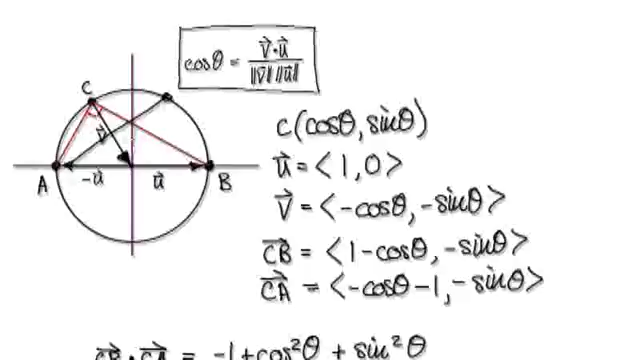 cosθ = v⃗·u⃗ / ||v⃗|| ||u⃗||
C
C(cosθ, sinθ)
v⃗
u⃗ = <1, 0>
A
-u⃗
u⃗
B
v⃗ = <-cosθ, -sinθ>
CB⃗ = <1-cosθ, -sinθ>
CA⃗ = <-cosθ-1, -sinθ>
CB⃗ · CA⃗ = -1+cos²θ + sin²θ